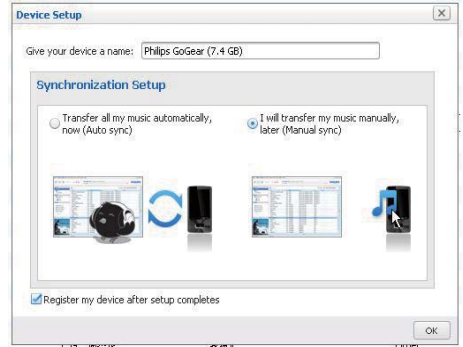 Device Setup
Give your device a name: Philips GoGear (7.4 GB)
Synchronization Setup
Transfer all my music automatically,
now (Auto sync)
I will transfer my music manually,
later (Manual sync)
Register my device after setup completes
OK